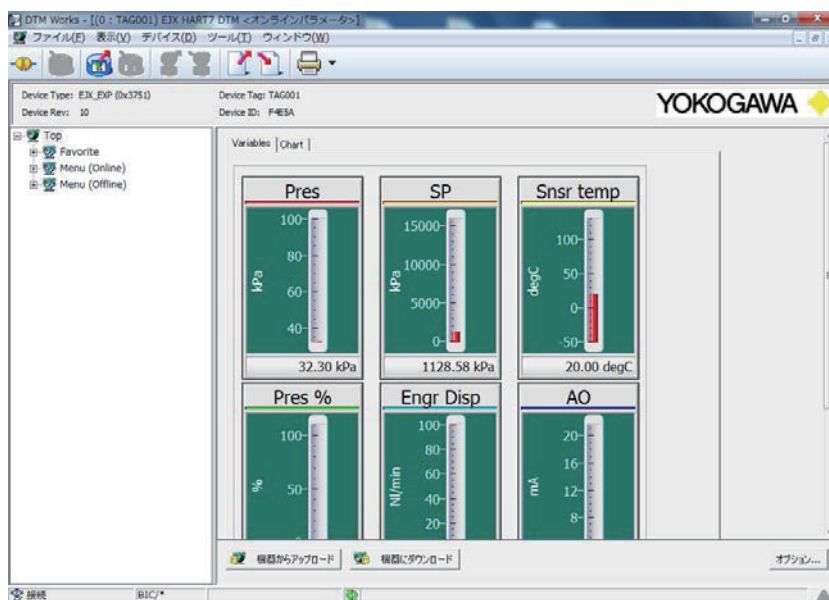 DTM Works - [(0 : TAG001) EJX HART7 DTM <オンラインパラメータ>]
ファイル(F) 表示(V) デバイス(D) ツール(T) ウィンドウ(W)
Device Type: EJX_EXP (0x3751)
Device Tag: TAG001
YOKOGAWA
Device Rev: 10
Device ID: F4E5A
Top
Favorite
Menu (Online)
Menu (Offline)
Variables
Chart
Pres
100
80
60
40
kPa
32.30 kPa
SP
15000
10000
5000
0
kPa
1128.58 kPa
Snsr temp
100
50
0
-50
degC
20.00 degC
Pres %
100
50
%
Engr Disp
100
80
60
40
20
Nl/min
AO
20
16
12
8
mA
機器からアップロード
機器にダウンロード
オプション...
接続
BIC/*